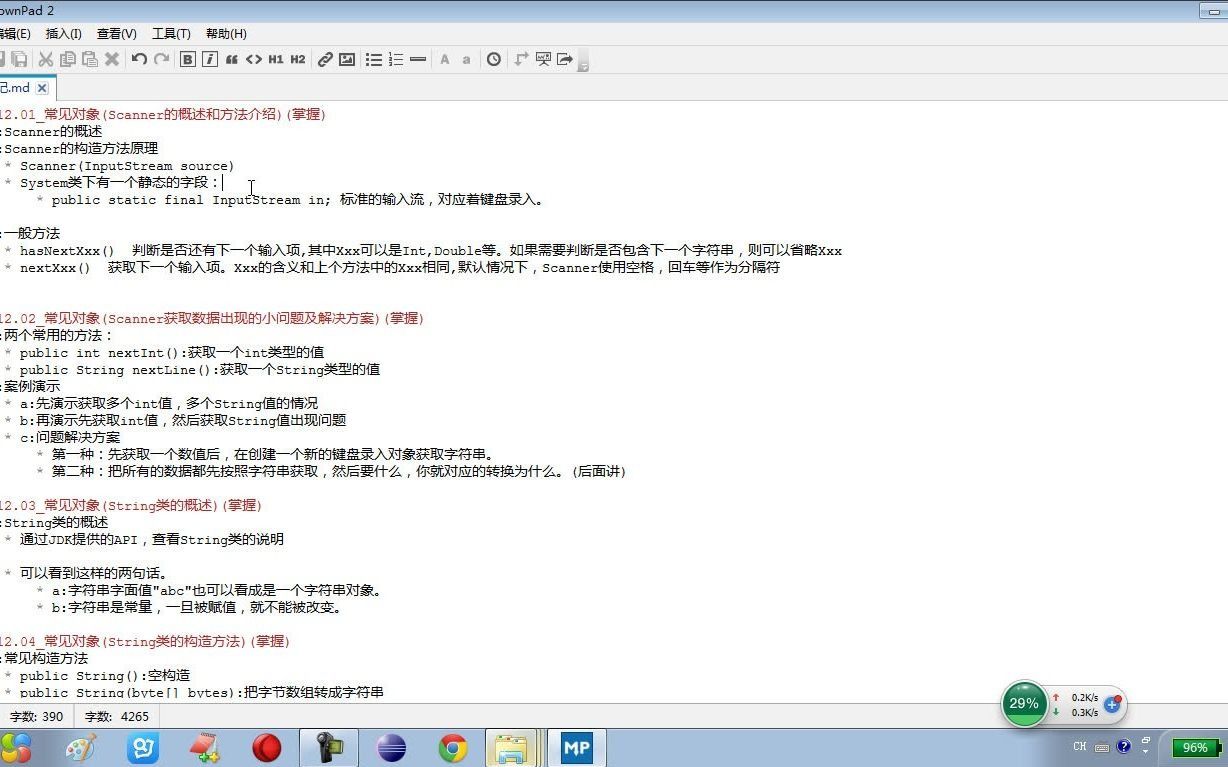 ownPad 2
编辑(E) 插入(I) 查看(V) 工具(T) 帮助(H)
B i H1 H2 A a
记.md
12.01_常见对象(Scanner的概述和方法介绍)(掌握)
:Scanner的概述
:Scanner的构造方法原理
* Scanner(InputStream source)
* System类下有一个静态的字段：
* public static final InputStream in; 标准的输入流，对应着键盘录入。
:一般方法
* hasNextXxx() 判断是否还有下一个输入项,其中Xxx可以是Int,Double等。如果需要判断是否包含下一个字符串，则可以省略Xxx
* nextXxx() 获取下一个输入项。Xxx的含义和上个方法中的Xxx相同,默认情况下，Scanner使用空格，回车等作为分隔符
12.02_常见对象(Scanner获取数据出现的小问题及解决方案)(掌握)
:两个常用的方法：
* public int nextInt():获取一个int类型的值
* public String nextLine():获取一个String类型的值
:案例演示
* a:先演示获取多个int值，多个String值的情况
* b:再演示先获取int值，然后获取String值出现问题
* c:问题解决方案
* 第一种：先获取一个数值后，在创建一个新的键盘录入对象获取字符串。
* 第二种：把所有的数据都先按照字符串获取，然后要什么，你就对应的转换为什么。(后面讲)
12.03_常见对象(String类的概述)(掌握)
:String类的概述
* 通过JDK提供的API，查看String类的说明
* 可以看到这样的两句话。
* a:字符串字面值"abc"也可以看成是一个字符串对象。
* b:字符串是常量，一旦被赋值，就不能被改变。
12.04_常见对象(String类的构造方法)(掌握)
:常见构造方法
* public String():空构造
* public String(byte[] bytes):把字节数组转成字符串
29% 0.2K/s
0.3K/s
字数: 390 字数: 4265
MP CH 96%